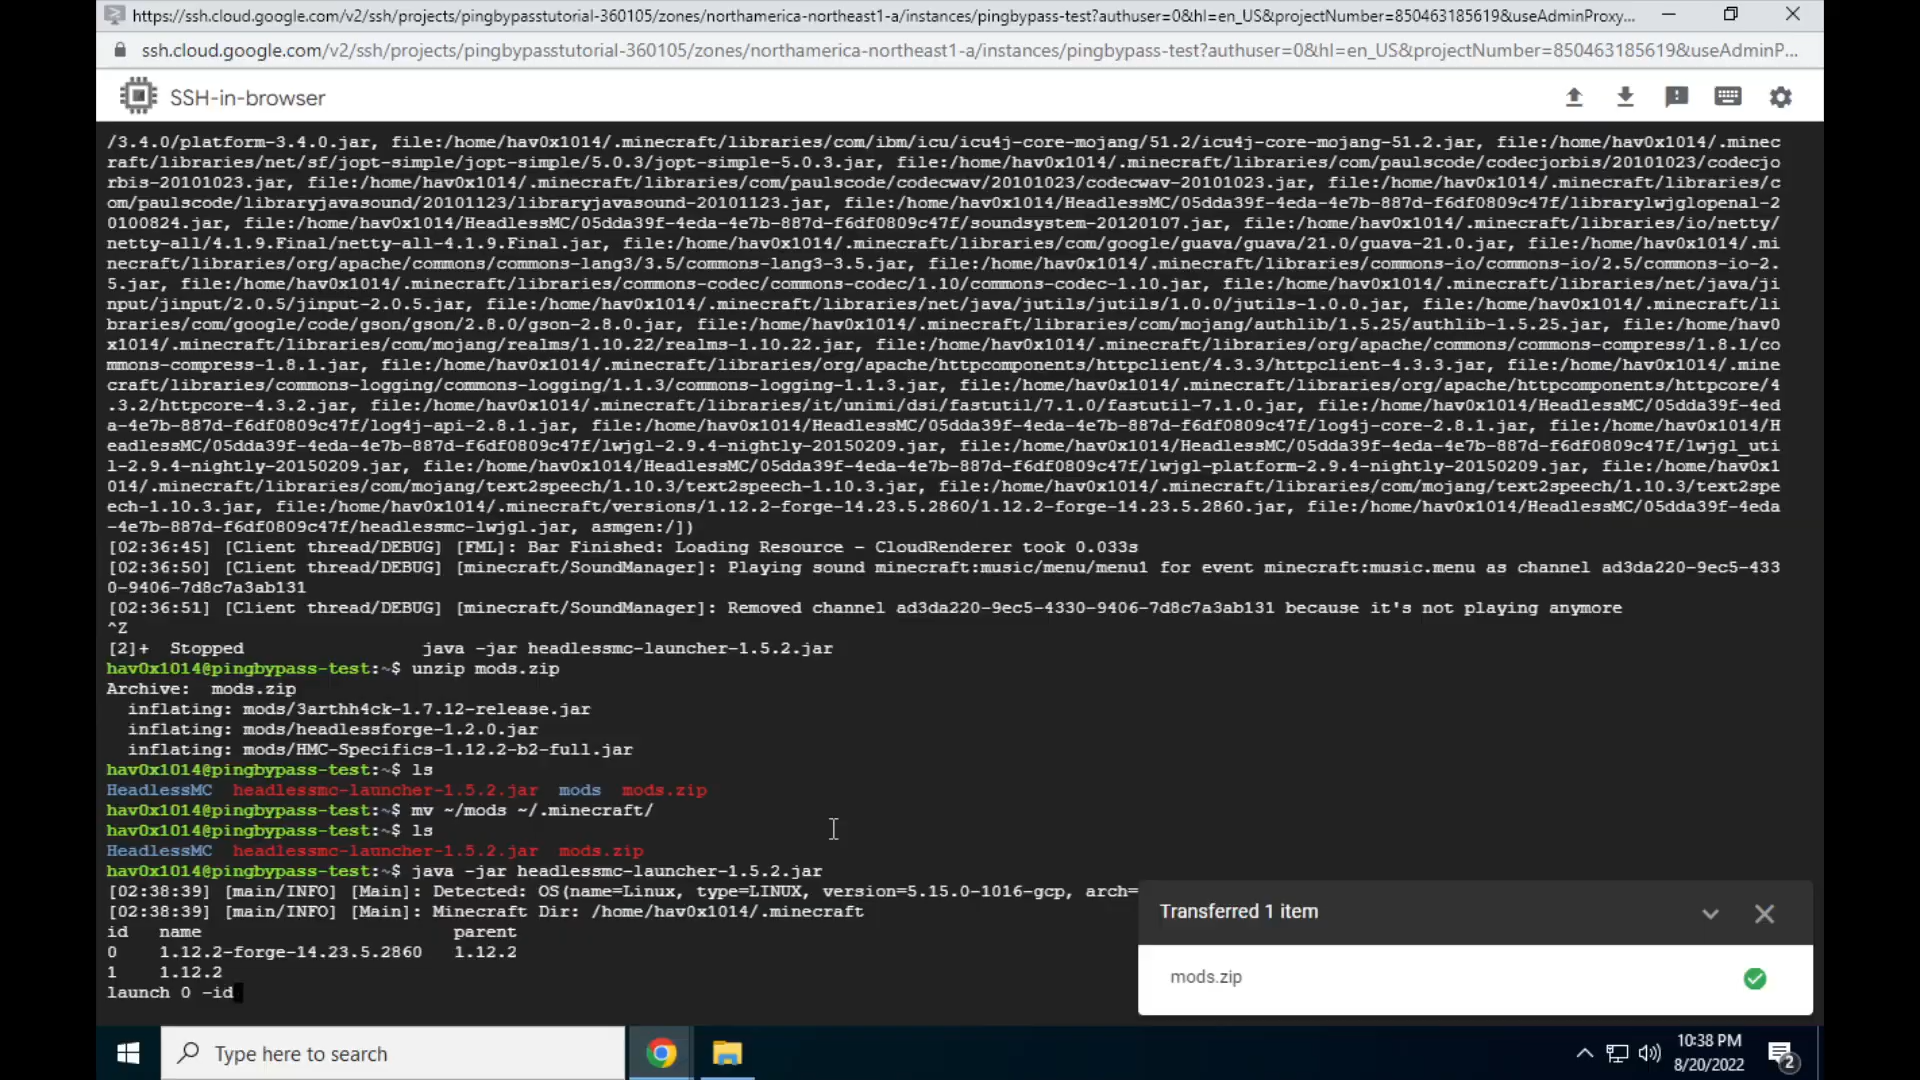 https://ssh.cloud.google.com/v2/ssh/projects/pingbypasstutorial-360105/zones/northamerica-northeast1-a/instances/pingbypass-test?authuser=0&hl=en_US&projectNumber=850463185619&useAdminProxy...
ssh.cloud.google.com/v2/ssh/projects/pingbypasstutorial-360105/zones/northamerica-northeast1-a/instances/pingbypass-test?authuser=0&hl=en_US&projectNumber=850463185619&useAdminP...
SSH-in-browser
/3.4.0/platform-3.4.0.jar, file:/home/hav0x1014/.minecraft/libraries/com/ibm/icu/icu4j-core-mojang/51.2/icu4j-core-mojang-51.2.jar, file:/home/hav0x1014/.minec
raft/libraries/net/sf/jopt-simple/jopt-simple/5.0.3/jopt-simple-5.0.3.jar, file:/home/hav0x1014/.minecraft/libraries/com/paulscode/codecjorbis/20101023/codecjo
rbis-20101023.jar, file:/home/hav0x1014/.minecraft/libraries/com/paulscode/codecwav/20101023/codecwav-20101023.jar, file:/home/hav0x1014/.minecraft/libraries/c
om/paulscode/libraryjavasound/20101123/libraryjavasound-20101123.jar, file:/home/hav0x1014/HeadlessMC/05dda39f-4eda-4e7b-887d-f6df0809c47f/librarylwjglopenal-2
0100824.jar, file:/home/hav0x1014/HeadlessMC/05dda39f-4eda-4e7b-887d-f6df0809c47f/soundsystem-20120107.jar, file:/home/hav0x1014/.minecraft/libraries/io/netty/
netty-all/4.1.9.Final/netty-all-4.1.9.Final.jar, file:/home/hav0x1014/.minecraft/libraries/com/google/guava/guava/21.0/guava-21.0.jar, file:/home/hav0x1014/.mi
necraft/libraries/org/apache/commons/commons-lang3/3.5/commons-lang3-3.5.jar, file:/home/hav0x1014/.minecraft/libraries/commons-io/commons-io/2.5/commons-io-2.
5.jar, file:/home/hav0x1014/.minecraft/libraries/commons-codec/commons-codec/1.10/commons-codec-1.10.jar, file:/home/hav0x1014/.minecraft/libraries/net/java/ji
nput/jinput/2.0.5/jinput-2.0.5.jar, file:/home/hav0x1014/.minecraft/libraries/net/java/jutils/jutils/1.0.0/jutils-1.0.0.jar, file:/home/hav0x1014/.minecraft/li
braries/com/google/code/gson/gson/2.8.0/gson-2.8.0.jar, file:/home/hav0x1014/.minecraft/libraries/com/mojang/authlib/1.5.25/authlib-1.5.25.jar, file:/home/hav0
x1014/.minecraft/libraries/com/mojang/realms/1.10.22/realms-1.10.22.jar, file:/home/hav0x1014/.minecraft/libraries/org/apache/commons/commons-compress/1.8.1/co
mmons-compress-1.8.1.jar, file:/home/hav0x1014/.minecraft/libraries/org/apache/httpcomponents/httpclient/4.3.3/httpclient-4.3.3.jar, file:/home/hav0x1014/.mine
craft/libraries/commons-logging/commons-logging/1.1.3/commons-logging-1.1.3.jar, file:/home/hav0x1014/.minecraft/libraries/org/apache/httpcomponents/httpcore/4
.3.2/httpcore-4.3.2.jar, file:/home/hav0x1014/.minecraft/libraries/it/unimi/dsi/fastutil/7.1.0/fastutil-7.1.0.jar, file:/home/hav0x1014/HeadlessMC/05dda39f-4ed
a-4e7b-887d-f6df0809c47f/log4j-api-2.8.1.jar, file:/home/hav0x1014/HeadlessMC/05dda39f-4eda-4e7b-887d-f6df0809c47f/log4j-core-2.8.1.jar, file:/home/hav0x1014/H
eadlessMC/05dda39f-4eda-4e7b-887d-f6df0809c47f/lwjgl-2.9.4-nightly-20150209.jar, file:/home/hav0x1014/HeadlessMC/05dda39f-4eda-4e7b-887d-f6df0809c47f/lwjgl_uti
l-2.9.4-nightly-20150209.jar, file:/home/hav0x1014/HeadlessMC/05dda39f-4eda-4e7b-887d-f6df0809c47f/lwjgl-platform-2.9.4-nightly-20150209.jar, file:/home/hav0x1
014/.minecraft/libraries/com/mojang/text2speech/1.10.3/text2speech-1.10.3.jar, file:/home/hav0x1014/.minecraft/libraries/com/mojang/text2speech/1.10.3/text2spe
ech-1.10.3.jar, file:/home/hav0x1014/.minecraft/versions/1.12.2-forge-14.23.5.2860/1.12.2-forge-14.23.5.2860.jar, file:/home/hav0x1014/HeadlessMC/05dda39f-4eda
-4e7b-887d-f6df0809c47f/headlessmc-lwjgl.jar, asmgen:/])
[02:36:45] [Client thread/DEBUG] [FML]: Bar Finished: Loading Resource - CloudRenderer took 0.033s
[02:36:50] [Client thread/DEBUG] [minecraft/SoundManager]: Playing sound minecraft:music/menu/menu1 for event minecraft:music.menu as channel ad3da220-9ec5-433
0-9406-7d8c7a3ab131
[02:36:51] [Client thread/DEBUG] [minecraft/SoundManager]: Removed channel ad3da220-9ec5-4330-9406-7d8c7a3ab131 because it's not playing anymore
^Z
[2]+  Stopped                 java -jar headlessmc-launcher-1.5.2.jar
hav0x1014@pingbypass-test:~$ unzip mods.zip
Archive:  mods.zip
  inflating: mods/3arthh4ck-1.7.12-release.jar
  inflating: mods/headlessforge-1.2.0.jar
  inflating: mods/HMC-Specifics-1.12.2-b2-full.jar
hav0x1014@pingbypass-test:~$ ls
HeadlessMC  headlessmc-launcher-1.5.2.jar  mods  mods.zip
hav0x1014@pingbypass-test:~$ mv ~/mods ~/.minecraft/
hav0x1014@pingbypass-test:~$ ls
HeadlessMC  headlessmc-launcher-1.5.2.jar  mods.zip
hav0x1014@pingbypass-test:~$ java -jar headlessmc-launcher-1.5.2.jar
[02:38:39] [main/INFO] [Main]: Detected: OS(name=Linux, type=LINUX, version=5.15.0-1016-gcp, arch=
[02:38:39] [main/INFO] [Main]: Minecraft Dir: /home/hav0x1014/.minecraft
id   name                        parent
0    1.12.2-forge-14.23.5.2860   1.12.2
1    1.12.2
launch 0 -id
Transferred 1 item
mods.zip
Type here to search
10:38 PM
8/20/2022
2